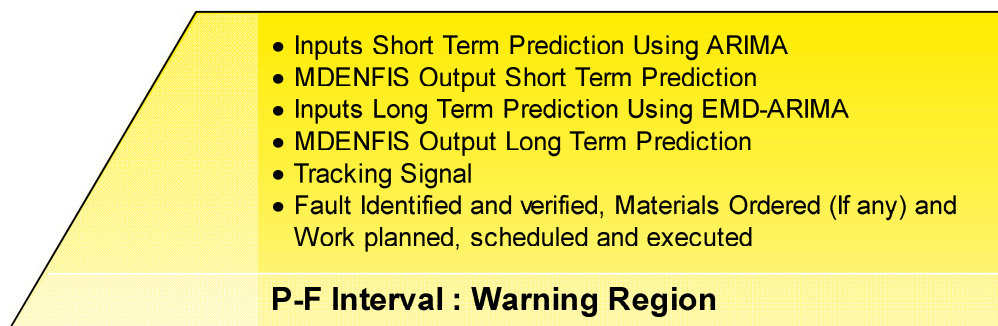 • Inputs Short Term Prediction Using ARIMA
• MDENFIS Output Short Term Prediction
• Inputs Long Term Prediction Using EMD-ARIMA
• MDENFIS Output Long Term Prediction
• Tracking Signal
• Fault Identified and verified, Materials Ordered (If any) and
Work planned, scheduled and executed
P-F Interval : Warning Region